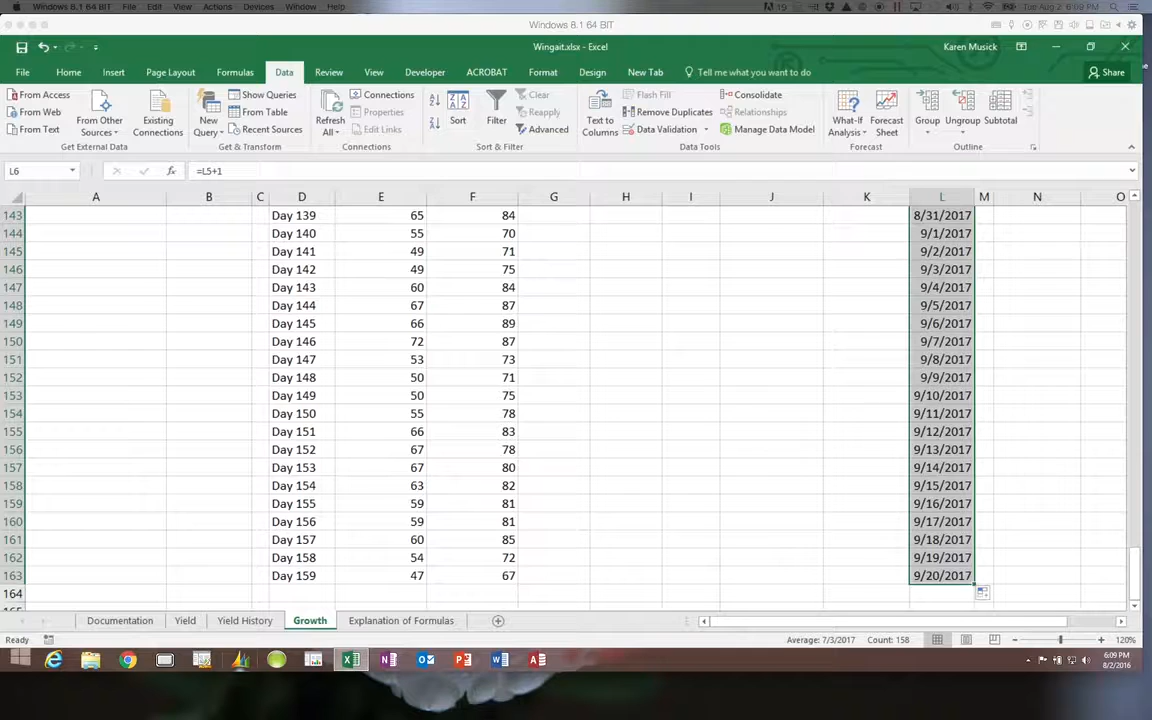 Windows 8.1 64 BIT File Edit View Actions Devices Window Help 19 Tue Aug 2 6:09 PM
Windows 8.1 64 BIT
Wingait.xlsx - Excel Karen Musick
File Home Insert Page Layout Formulas Data Review View Developer ACROBAT Format Design New Tab Tell me what you want to do Share
From Access
From Web
From Text
From Other Sources
Existing Connections
Get External Data
New Query
Show Queries
From Table
Recent Sources
Get & Transform
Refresh All
Connections
Properties
Edit Links
Connections
Sort
Filter
Clear
Reapply
Advanced
Sort & Filter
Text to Columns
Flash Fill
Remove Duplicates
Data Validation
Consolidate
Relationships
Manage Data Model
Data Tools
What-If Analysis
Forecast Sheet
Forecast
Group
Ungroup
Subtotal
Outline
L6 fx =L5+1
A B C D E F G H I J K L M N O
143 Day 139 65 84 8/31/2017
144 Day 140 55 70 9/1/2017
145 Day 141 49 71 9/2/2017
146 Day 142 49 75 9/3/2017
147 Day 143 60 84 9/4/2017
148 Day 144 67 87 9/5/2017
149 Day 145 66 89 9/6/2017
150 Day 146 72 87 9/7/2017
151 Day 147 53 73 9/8/2017
152 Day 148 50 71 9/9/2017
153 Day 149 50 75 9/10/2017
154 Day 150 55 78 9/11/2017
155 Day 151 66 83 9/12/2017
156 Day 152 67 78 9/13/2017
157 Day 153 67 80 9/14/2017
158 Day 154 63 82 9/15/2017
159 Day 155 59 81 9/16/2017
160 Day 156 59 81 9/17/2017
161 Day 157 60 85 9/18/2017
162 Day 158 54 72 9/19/2017
163 Day 159 47 67 9/20/2017
164
Documentation Yield Yield History Growth Explanation of Formulas
Ready Average: 7/3/2017 Count: 158 120%
6:09 PM
8/2/2016